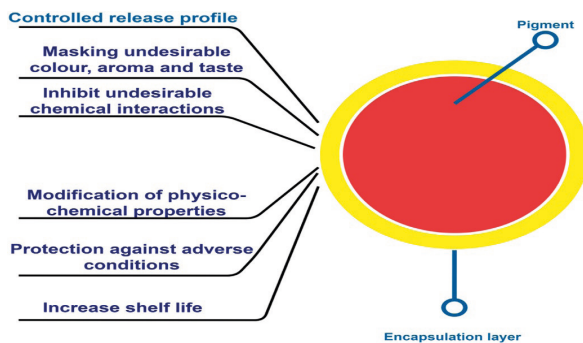 Controlled release profile
Masking undesirable
colour, aroma and taste
Inhibit undesirable
chemical interactions
Modification of physico-
chemical properties
Protection against adverse
conditions
Increase shelf life
Pigment
Encapsulation layer